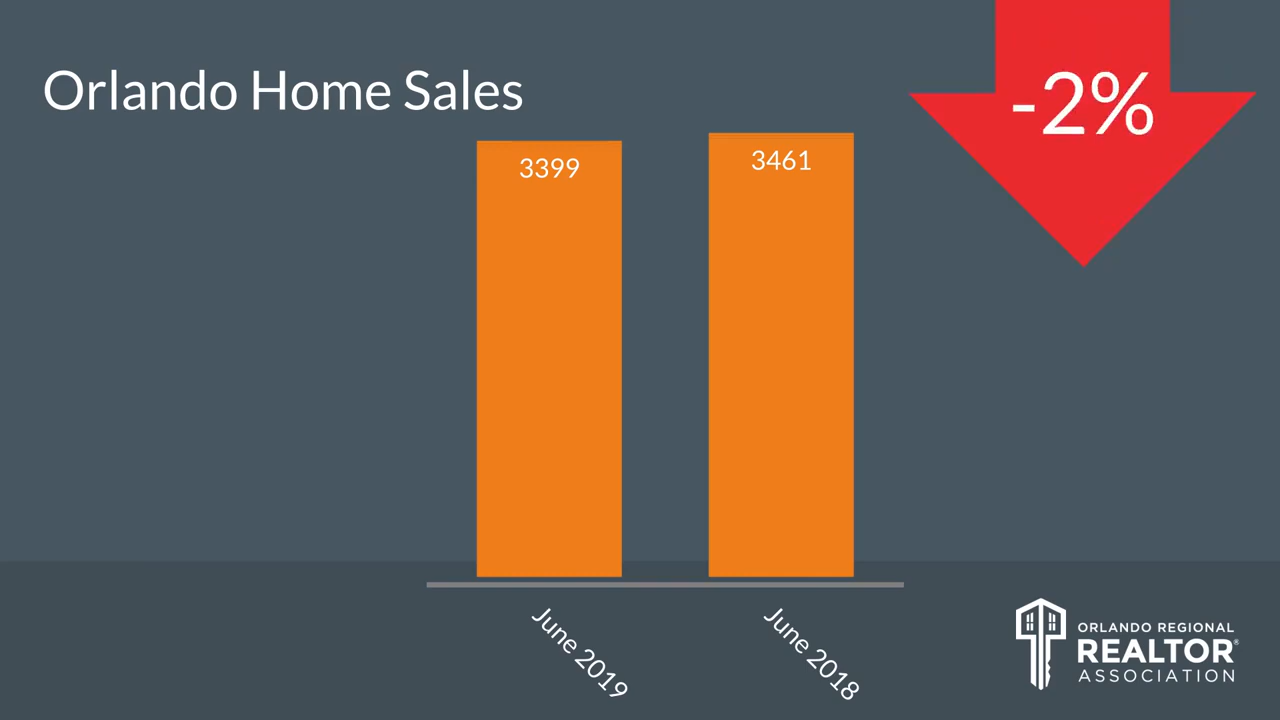 Orlando Home Sales
-2%
3399
3461
June 2019
June 2018
ORLANDO REGIONAL
REALTOR®
ASSOCIATION